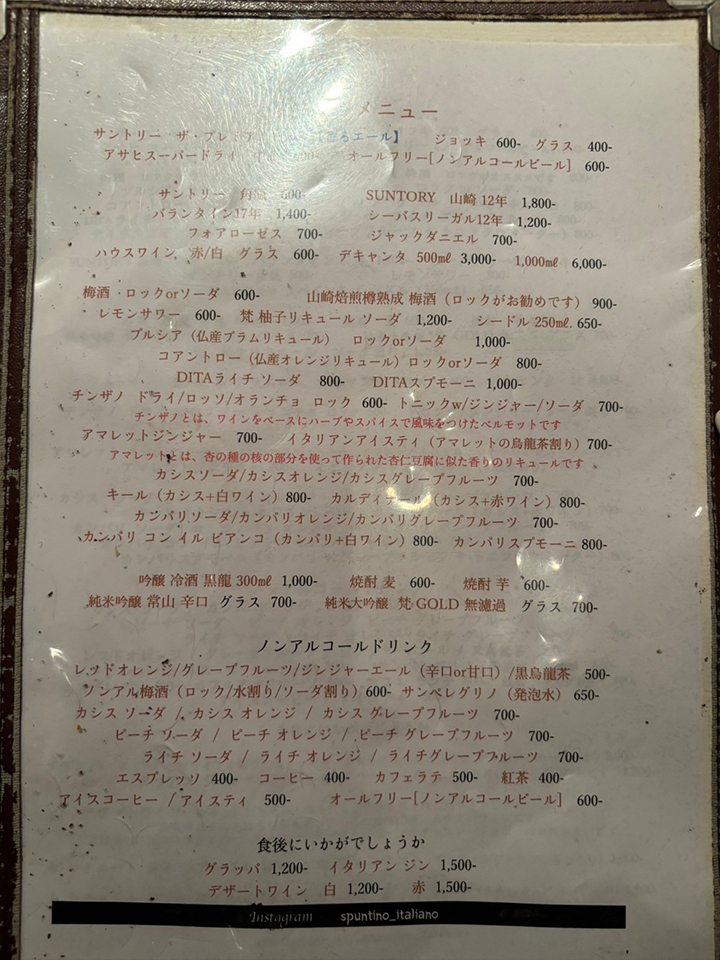 メニュー
サントリー ザ・プレミア エール】 ジョッキ 600- グラス 400-
アサヒスーパードライ オールフリー[ノンアルコールビール] 600-
サントリー 角瓶 600- SUNTORY 山崎 12年 1,800-
バランタイン17年 1,400- シーバスリーガル12年 1,200-
フォアローゼス 700- ジャックダニエル 700-
ハウスワイン 赤/白 グラス 600- デキャンタ 500㎖ 3,000- 1,000㎖ 6,000-
梅酒・ロックorソーダ 600- 山崎焙煎樽熟成 梅酒（ロックがお勧めです） 900-
レモンサワー 600- 梵 柚子リキュール ソーダ 1,200- シードル 250㎖. 650-
プルシア（仏産プラムリキュール） ロックorソーダ 1,000-
コアントロー（仏産オレンジリキュール）ロックorソーダ 800-
DITAライチ ソーダ 800- DITAスプモーニ 1,000-
チンザノ ドライ/ロッソ/オランチョ ロック 600- トニックw/ジンジャー/ソーダ 700-
チンザノとは、ワインをベースにハーブやスパイスで風味をつけたベルモットです
アマレットジンジャー 700- イタリアンアイスティ（アマレットの烏龍茶割り）700-
アマレットとは、杏の種の核の部分を使って作られた杏仁豆腐に似た香りのリキュールです
カシスソーダ/カシスオレンジ/カシスグレープフルーツ 700-
キール（カシス+白ワイン）800- カルディナール（カシス+赤ワイン）800-
カンパリソーダ/カンパリオレンジ/カンパリグレープフルーツ 700-
カンパリ コン イル ビアンコ（カンパリ+白ワイン）800- カンパリスプモーニ 800-
吟醸 冷酒 黒龍 300㎖ 1,000- 焼酎 麦 600- 焼酎 芋 600-
純米吟醸 常山 辛口 グラス 700- 純米大吟醸 梵 GOLD 無濾過 グラス 700-
ノンアルコールドリンク
レッドオレンジ/グレープフルーツ/ジンジャーエール（辛口or甘口）/黒烏龍茶 500-
ノンアル梅酒（ロック/水割り/ソーダ割り）600- サンペレグリノ（発泡水）650-
カシス ソーダ / カシス オレンジ / カシス グレープフルーツ 700-
ピーチ ソーダ / ピーチ オレンジ / ピーチ グレープフルーツ 700-
ライチ ソーダ / ライチ オレンジ / ライチグレープフルーツ 700-
エスプレッソ 400- コーヒー 400- カフェラテ 500- 紅茶 400-
アイスコーヒー / アイスティ 500- オールフリー[ノンアルコールビール] 600-
食後にいかがでしょうか
グラッパ 1,200- イタリアン ジン 1,500-
デザートワイン 白 1,200- 赤 1,500-
Instagram spuntino_italiano